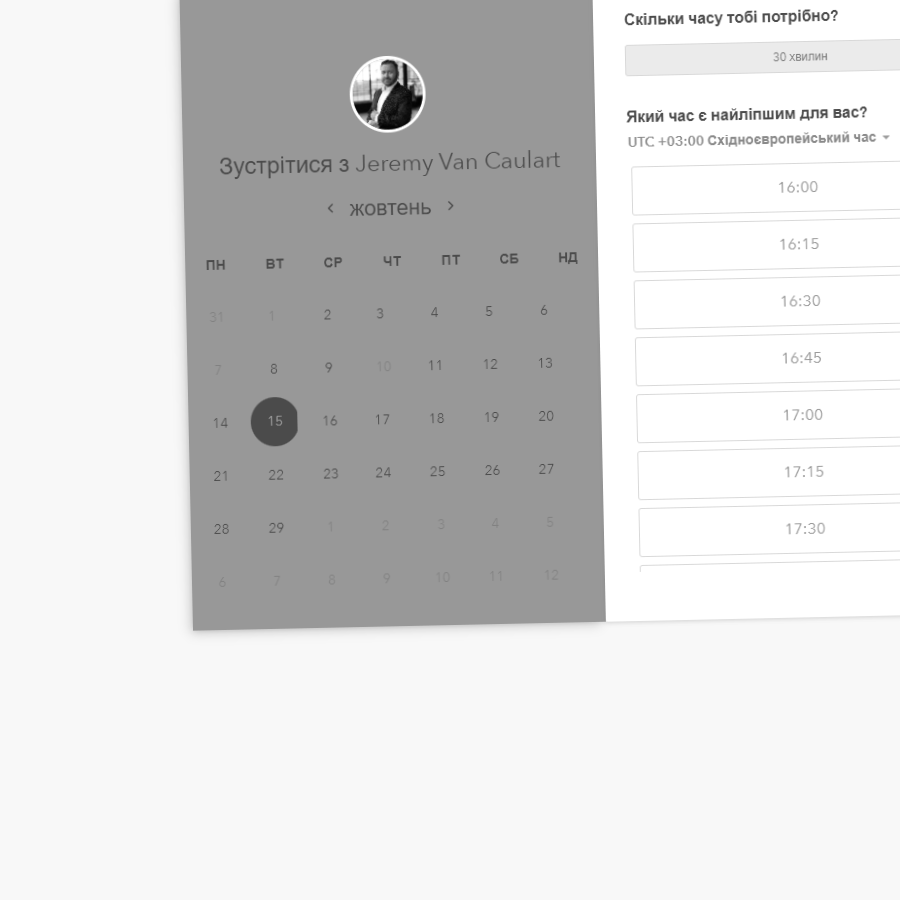 Зустрітися з Jeremy Van Caulart
‹ жовтень ›
ПН ВТ СР ЧТ ПТ СБ НД
31 1 2 3 4 5 6
7 8 9 10 11 12 13
14 15 16 17 18 19 20
21 22 23 24 25 26 27
28 29 1 2 3 4 5
6 7 8 9 10 11 12
Скільки часу тобі потрібно?
30 хвилин
Який час є найліпшим для вас?
UTC +03:00 Східноєвропейський час
16:00
16:15
16:30
16:45
17:00
17:15
17:30